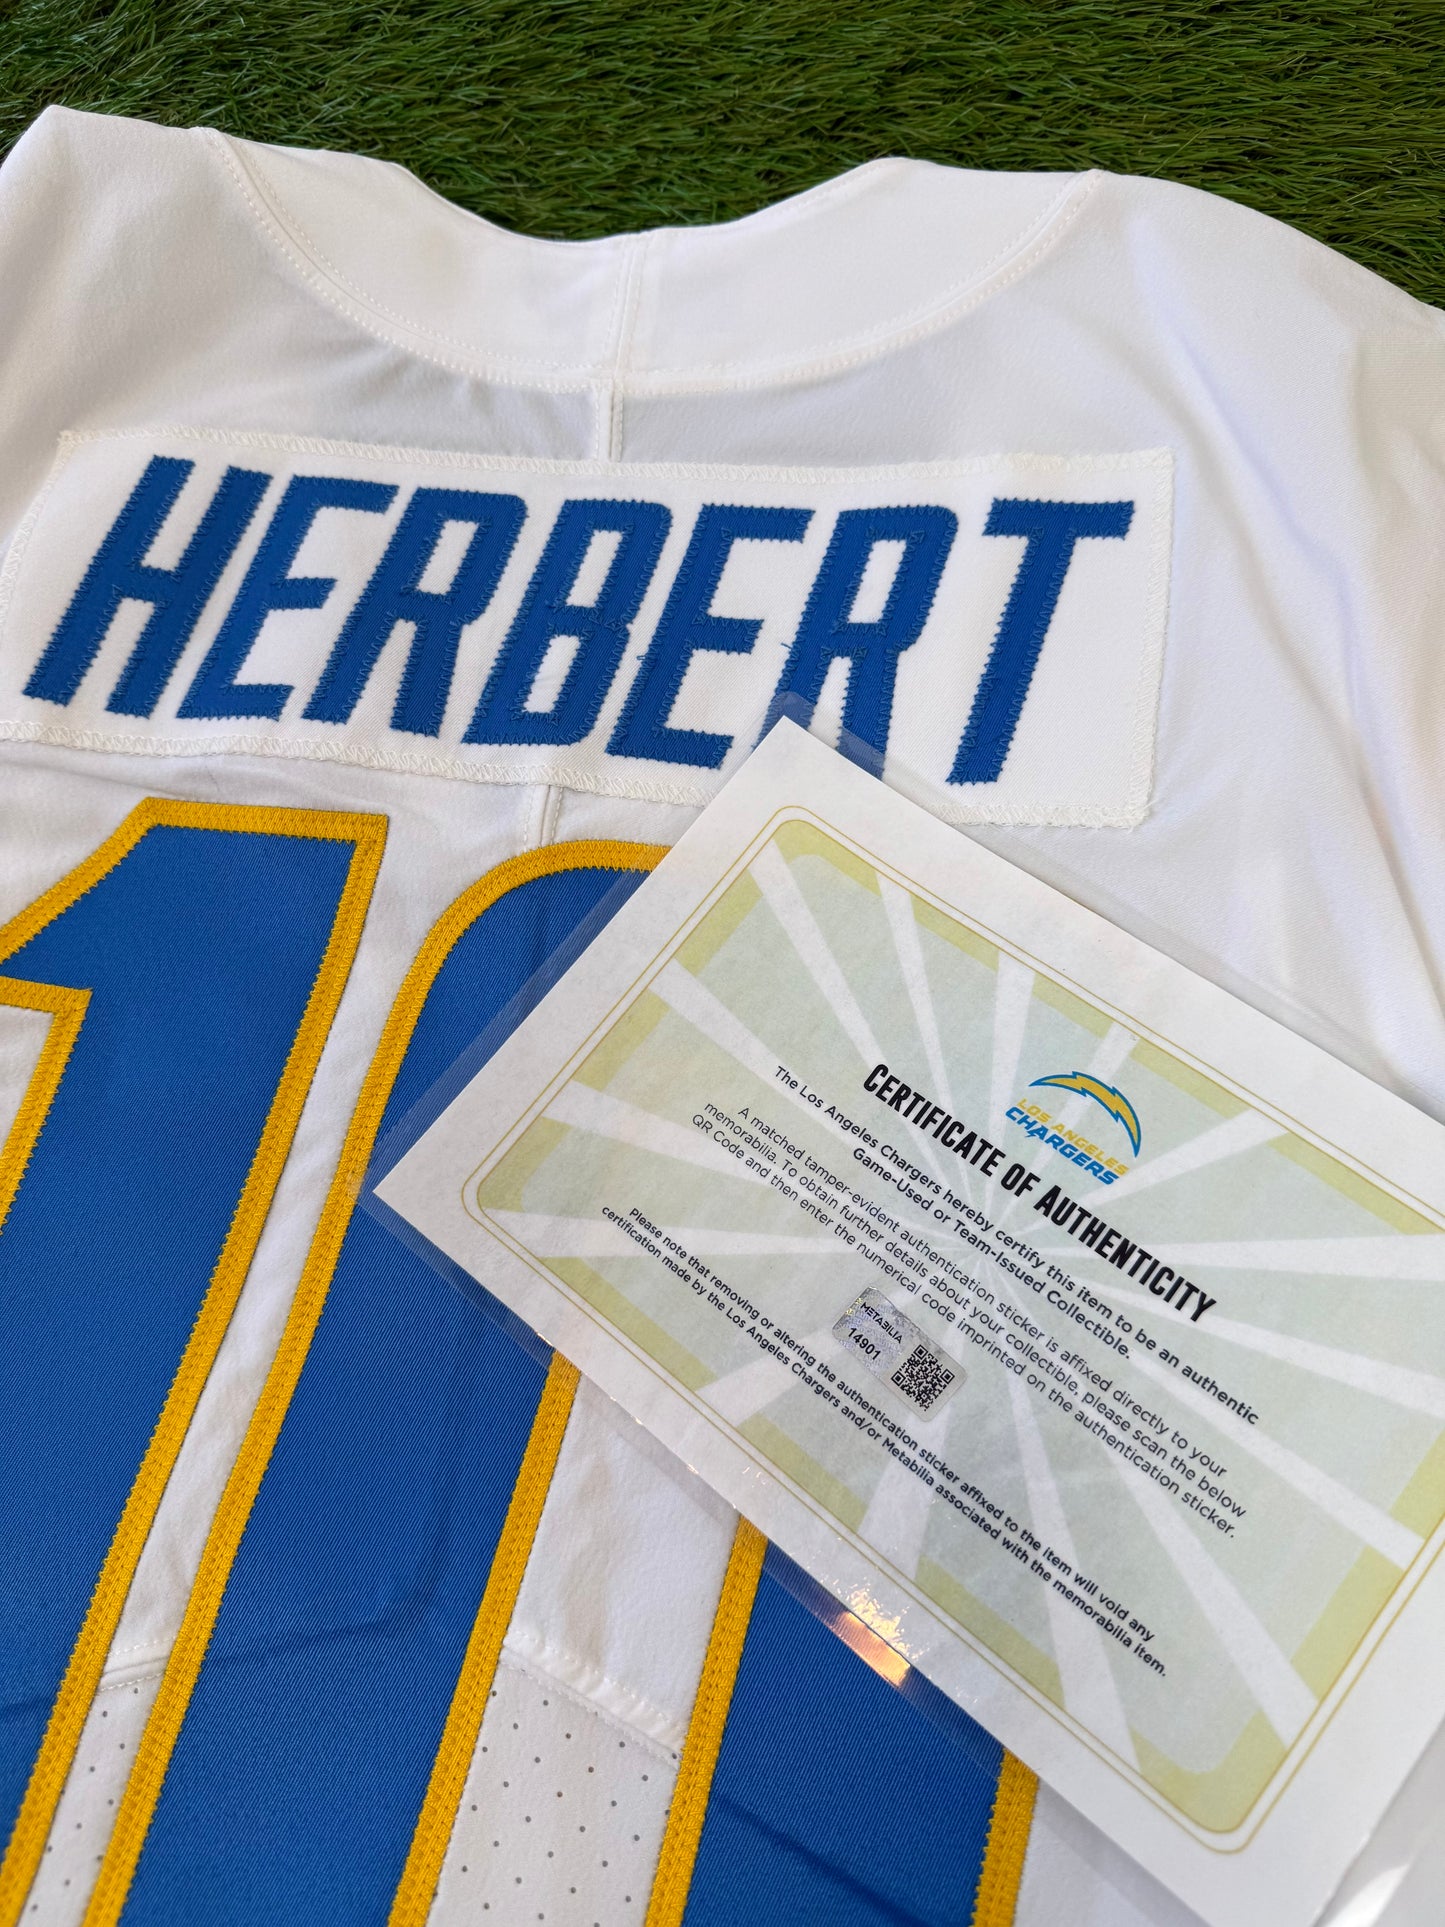 HERBERT
10
LOS ANGELES
CHARGERS
CERTIFICATE OF AUTHENTICITY
The Los Angeles Chargers hereby certify this item to be an authentic
Game-Used or Team-Issued Collectible.
A matched tamper-evident authentication sticker is affixed directly to your
memorabilia. To obtain further details about your collectible, please scan the below
QR Code and then enter the numerical code imprinted on the authentication sticker.
METABILIA
14901
Please note that removing or altering the authentication sticker affixed to the item will void any
certification made by the Los Angeles Chargers and/or Metabilia associated with the memorabilia item.